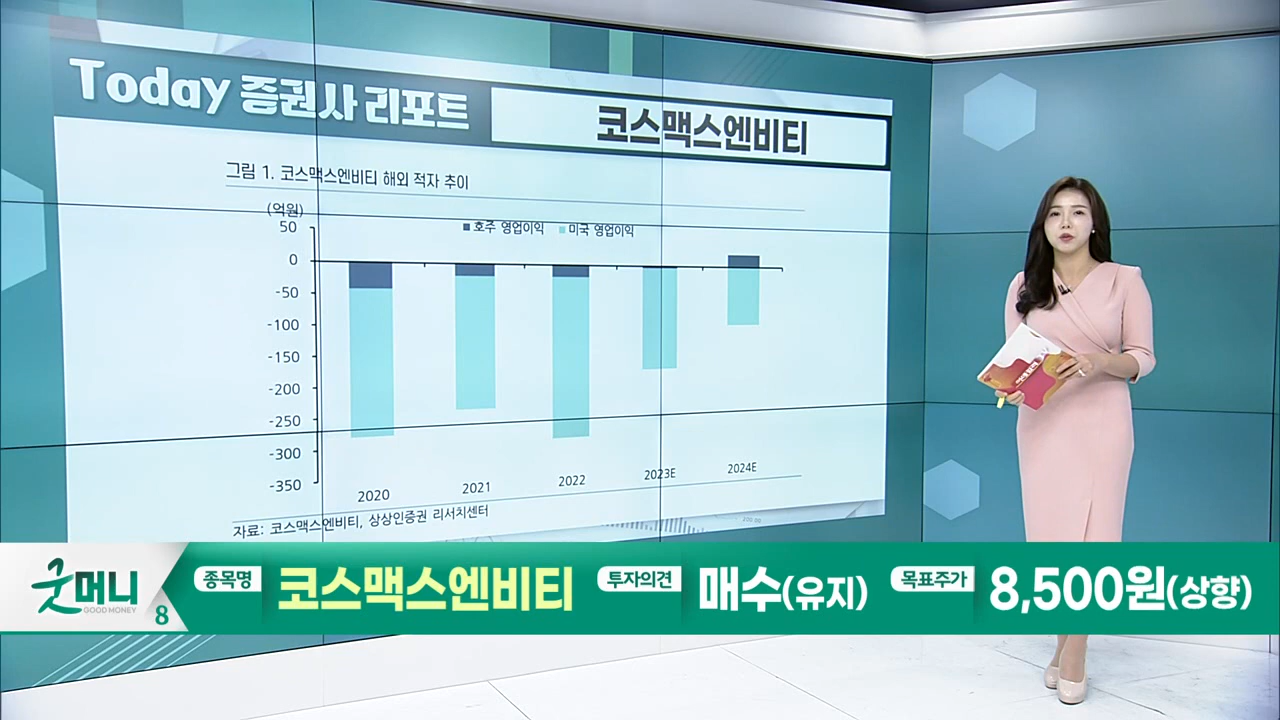 Today 증권사 리포트
코스맥스엔비티
그림 1. 코스맥스엔비티 해외 적자 추이
(억원)
호주 영업이익 미국 영업이익
50
0
-50
-100
-150
-200
-250
-300
-350
2020 2021 2022 2023E 2024E
자료: 코스맥스엔비티, 상상인증권 리서치센터
굿머니
GOOD MONEY
8
종목명 코스맥스엔비티 투자의견 매수(유지) 목표주가 8,500원(상향)